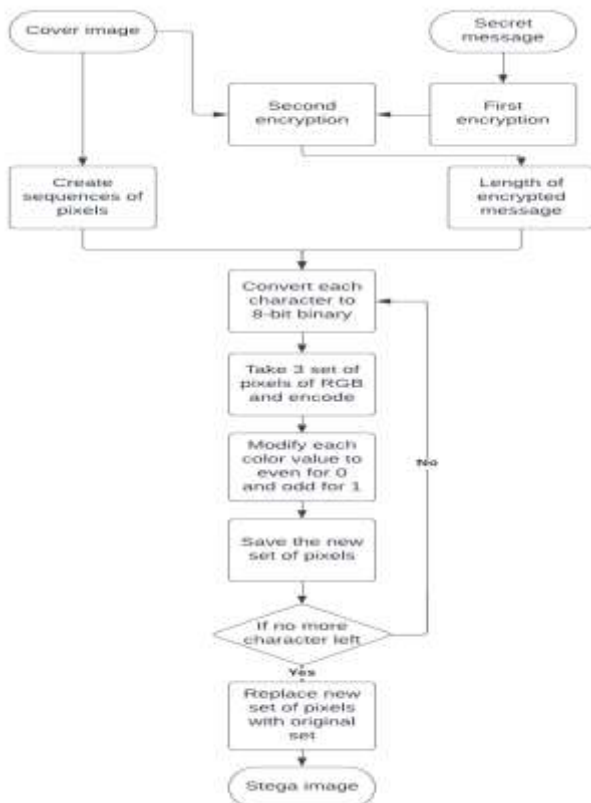 Cover image
Secret
message
Second
encryption
First
encryption
Create
sequences of
pixels
Length of
encrypted
message
Convert each
character to
8-bit binary
Take 3 set of
pixels of RGB
and encode
Modify each
color value to
even for 0
and odd for 1
No
Save the new
set of pixels
If no more
character left
Yes
Replace new
set of pixels
with original
set
Stega image